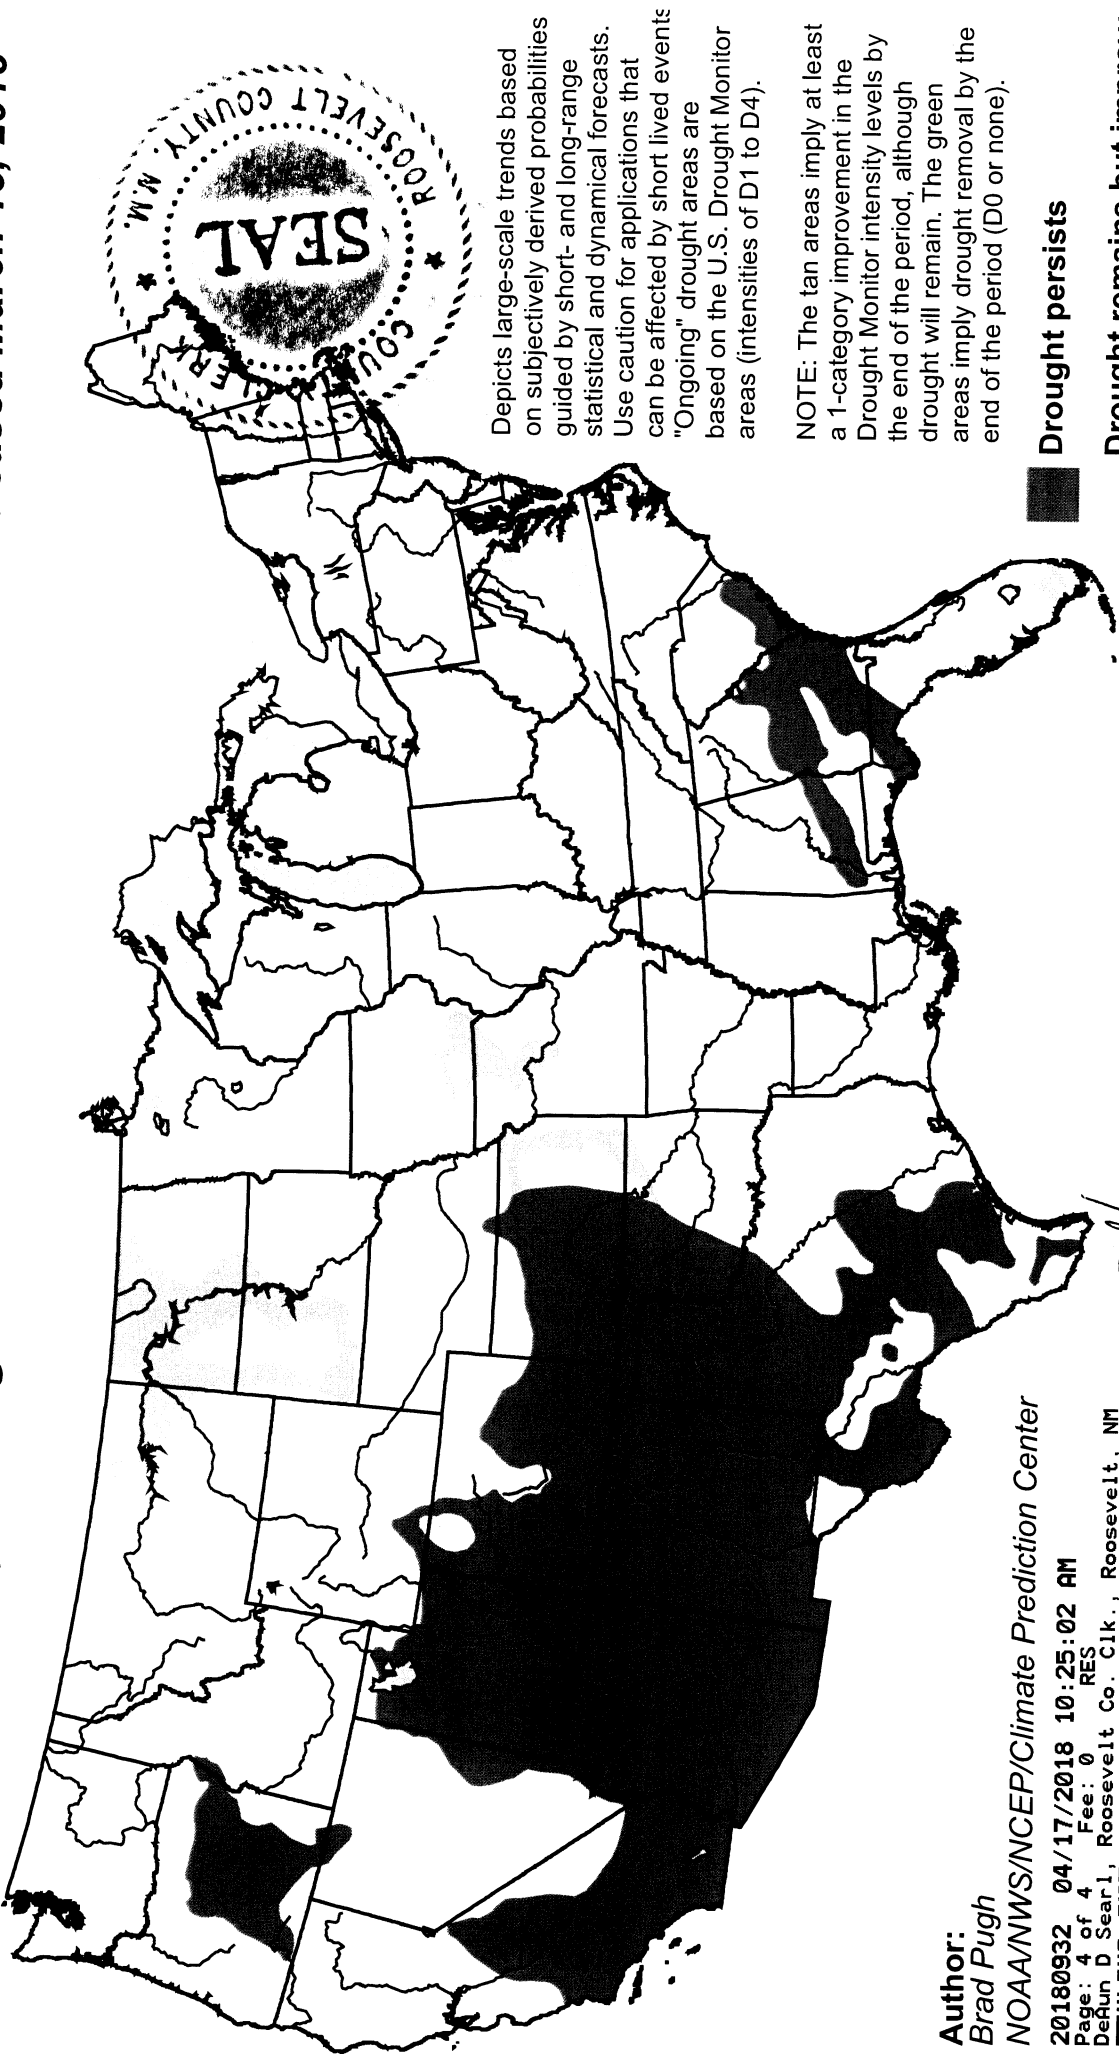 SEAL
ROOSEVELT COUNTY, N.M.
COU
LERK
Depicts large-scale trends based
on subjectively derived probabilities
guided by short- and long-range
statistical and dynamical forecasts.
Use caution for applications that
can be affected by short lived events
"Ongoing" drought areas are
based on the U.S. Drought Monitor
areas (intensities of D1 to D4).
NOTE: The tan areas imply at least
a 1-category improvement in the
Drought Monitor intensity levels by
the end of the period, although
drought will remain. The green
areas imply drought removal by the
end of the period (D0 or none).
Drought persists
Drought remains but
Author:
Brad Pugh
NOAA/NWS/NCEP/Climate Prediction Center
20180932 04/17/2018 10:25:02 AM
Page: 4 of 4 Fee: 0 RES
DeAun D Searl, Roosevelt Co. Clk., Roosevelt, NM